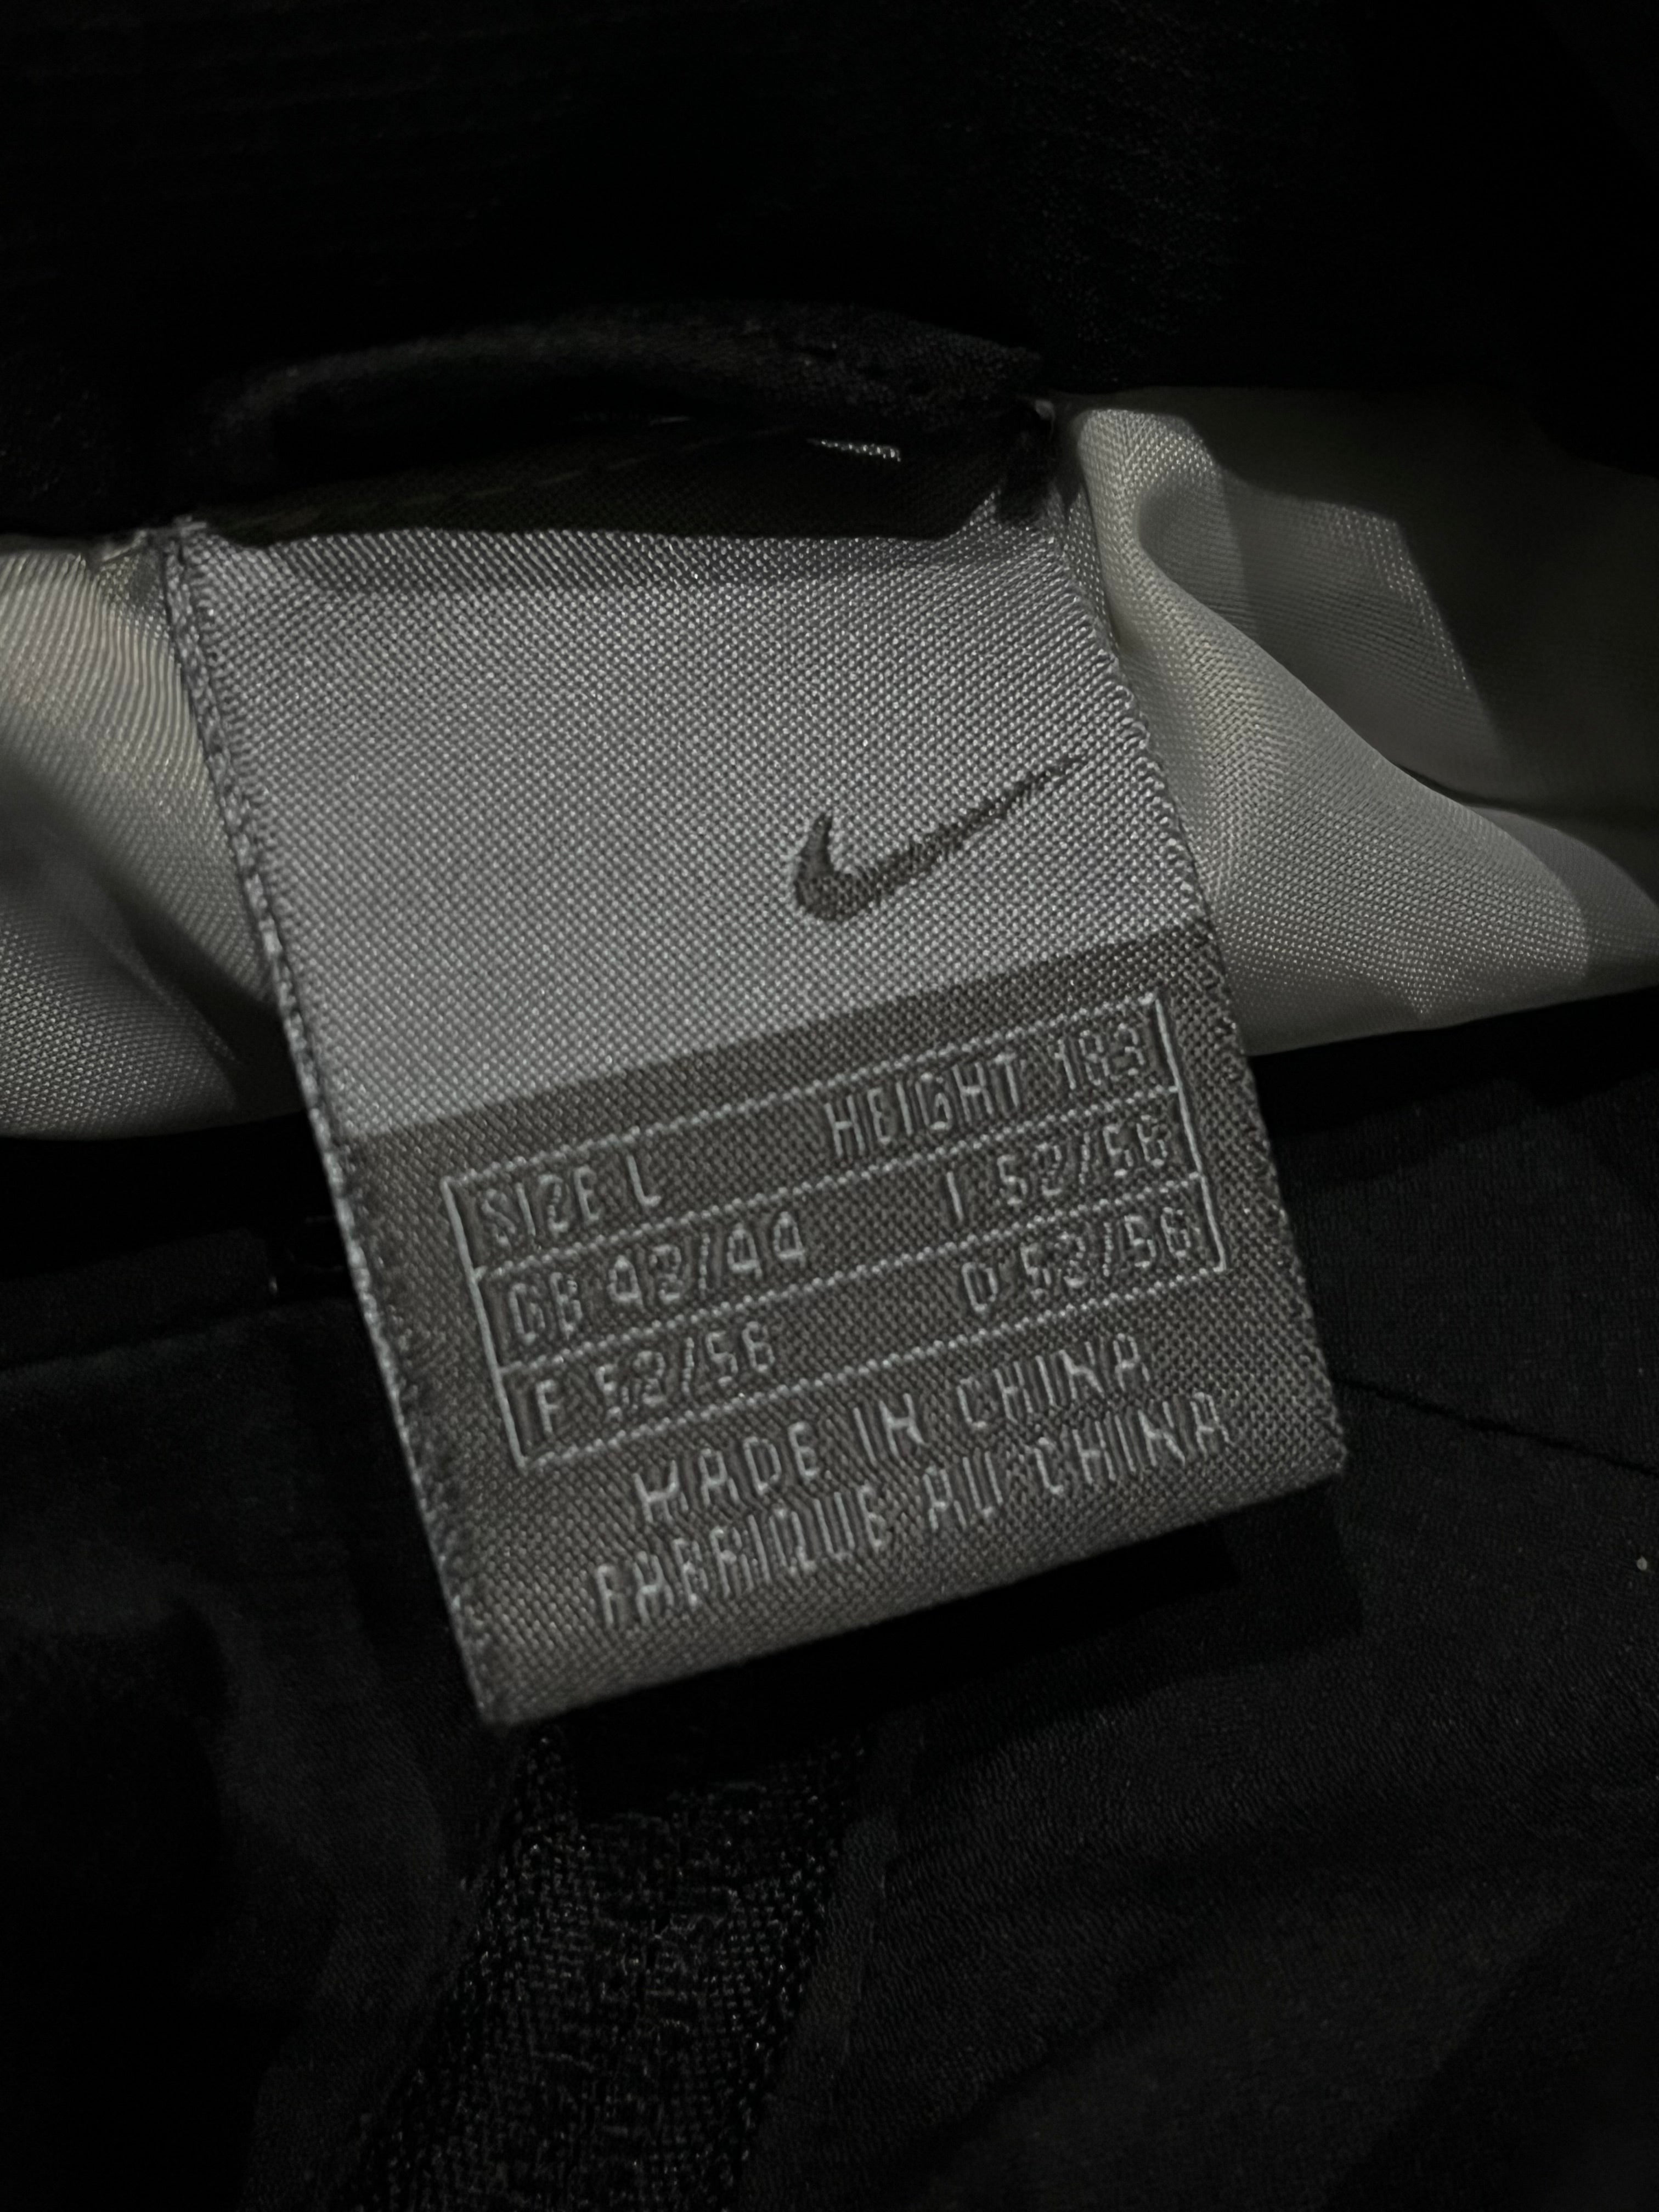 SIZE L HEIGHT 183
GB 42/44 I 52/56
F 52/56 D 52/56
MADE IN CHINA
FABRIQUE AU CHINA